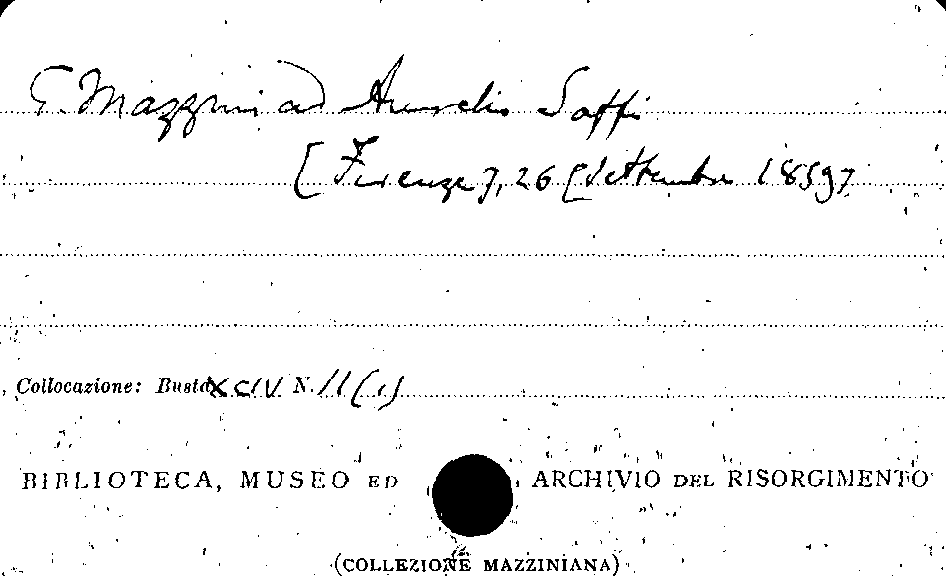 G. Mazzini ad Aurelio Saffi
[Firenze], 26 [settembre 1859]
Collocazione: Busta XCIV N. 11 (1)
BIBLIOTECA, MUSEO ED ARCHIVIO DEL RISORGIMENTO
(COLLEZIONE MAZZINIANA)